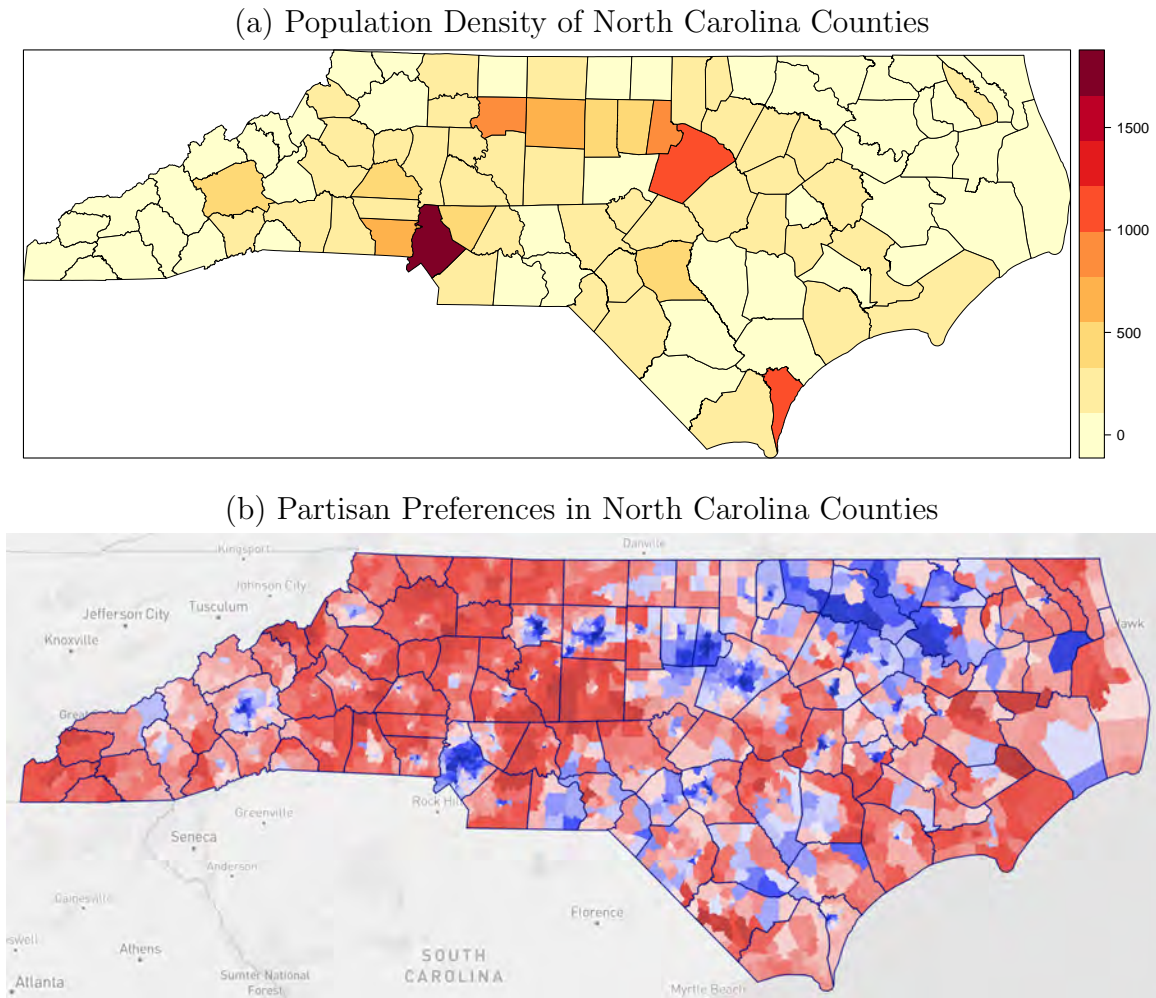 (a) Population Density of North Carolina Counties
1500
1000
500
0
(b) Partisan Preferences in North Carolina Counties
Kingsport
Danville
Johnson City
Jefferson City
Tusculum
Knoxville
Great
Rock Hill
Greenville
Seneca
Anderson
Gainesville
Florence
Athens
SOUTH
CAROLINA
Sumter National
Forest
Atlanta
Myrtle Beach